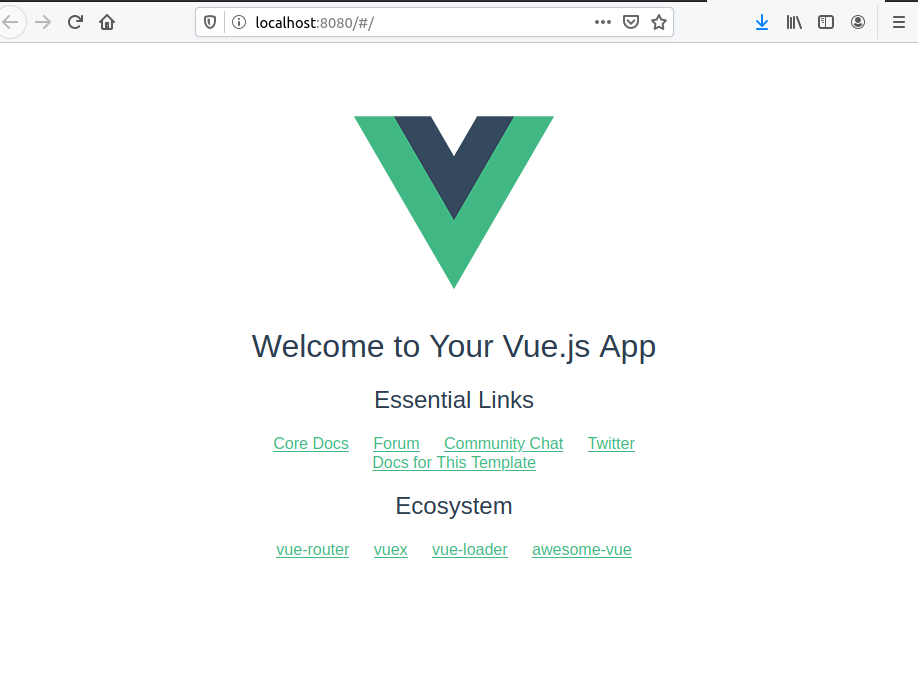 localhost:8080/#/
Welcome to Your Vue.js App
Essential Links
Core Docs Forum Community Chat Twitter
Docs for This Template
Ecosystem
vue-router vuex vue-loader awesome-vue